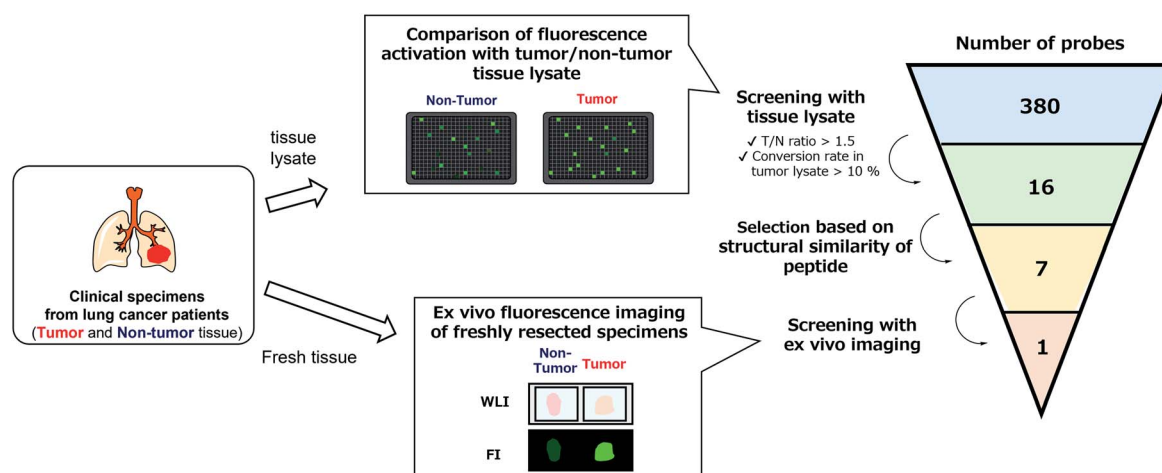 Clinical specimens
from lung cancer patients
(Tumor and Non-tumor tissue)
tissue
lysate
Fresh tissue
Comparison of fluorescence
activation with tumor/non-tumor
tissue lysate
Non-Tumor
Tumor
Ex vivo fluorescence imaging
of freshly resected specimens
Non-
Tumor
Tumor
WLI
FI
Screening with
tissue lysate
✓ T/N ratio > 1.5
✓ Conversion rate in
tumor lysate > 10 %
Selection based on
structural similarity of
peptide
Screening with
ex vivo imaging
Number of probes
380
16
7
1